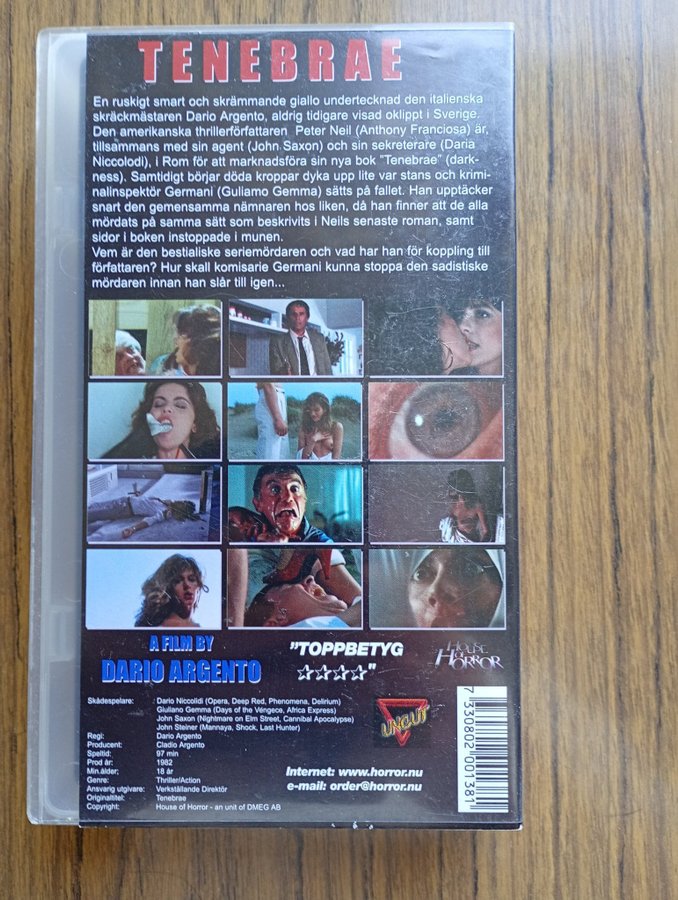 TENEBRAE
En ruskigt smart och skrämmande giallo undertecknad den italienska
skräckmästaren Dario Argento, aldrig tidigare visad oklippt i Sverige.
Den amerikanska thrillerförfattaren Peter Neil (Anthony Franciosa) är,
tillsammans med sin agent (John Saxon) och sin sekreterare (Daria
Niccolodi), i Rom för att marknadsföra sin nya bok "Tenebrae" (dark-
ness). Samtidigt börjar döda kroppar dyka upp lite var stans och krimi-
nalinspektör Germani (Guliamo Gemma) sätts på fallet. Han upptäcker
snart den gemensamma nämnaren hos liken, då han finner att de alla
mördats på samma sätt som beskrivits i Neils senaste roman, samt
sidor i boken instoppade i munen.
Vem är den bestialiske seriemördaren och vad har han för koppling till
författaren? Hur skall komisarie Germani kunna stoppa den sadistiske
mördaren innan han slår till igen...
A FILM BY
DARIO ARGENTO
"TOPPBETYG
☆☆☆☆"
HOUSE OF HORROR
UNCUT
Skådespelare: : Dario Niccolidi (Opera, Deep Red, Phenomena, Delirium)
Giuliano Gemma (Days of the Vengece, Africa Express)
John Saxon (Nightmare on Elm Street, Cannibal Apocalypse)
John Steiner (Mannaya, Shock, Last Hunter)
Regi: Dario Argento
Producent: Cladio Argento
Speltid: 97 min
Prod år: 1982
Min.ålder: 18 år
Genre: Thriller/Action
Ansvarig utgivare: Verkställande Direktör
Originaltitel: Tenebrae
Copyright: House of Horror - an unit of DMEG AB
Internet: www.horror.nu
e-mail: order@horror.nu
7 330802 001381